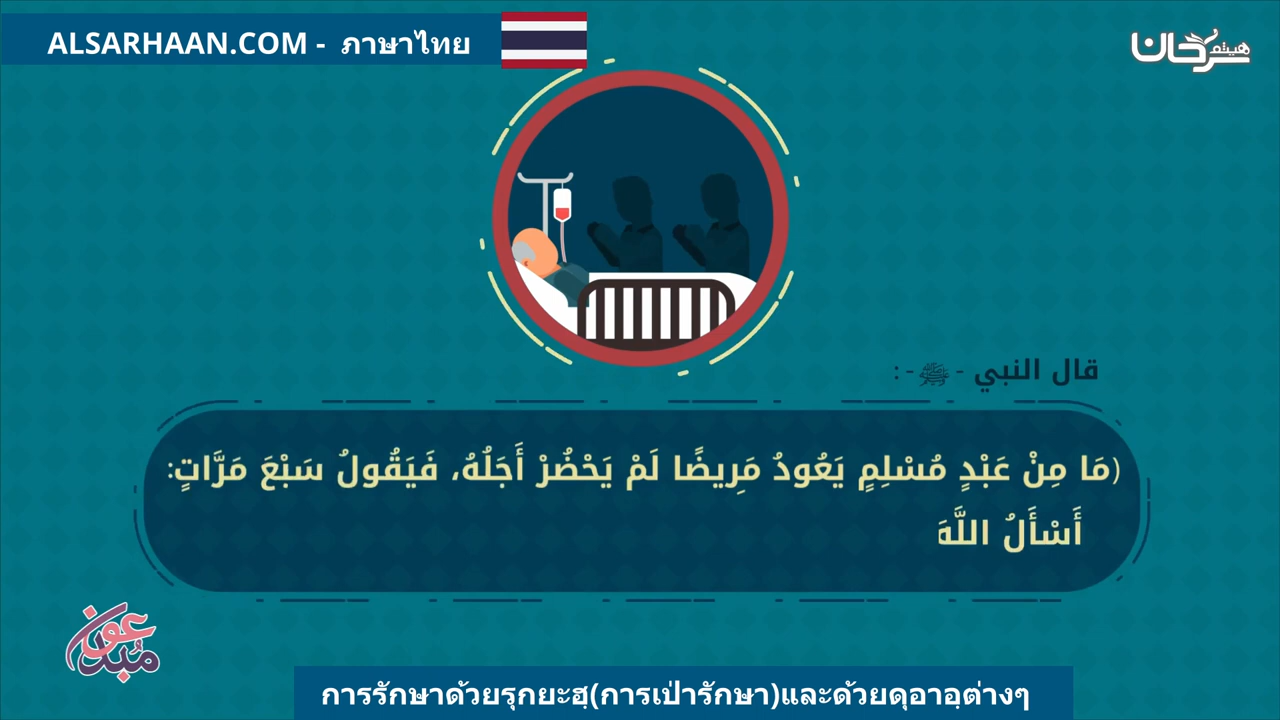 ALSARHAAN.COM - ภาษาไทย
هيثم سرحان
قال النبي - ﷺ - :
(مَا مِنْ عَبْدٍ مُسْلِمٍ يَعُودُ مَرِيضًا لَمْ يَحْضُرْ أَجَلُهُ، فَيَقُولُ سَبْعَ مَرَّاتٍ:
أَسْأَلُ اللَّهَ
مبدعون
การรักษาด้วยรุกยะฮฺ(การเป่ารักษา)และด้วยดุอาอฺต่างๆ